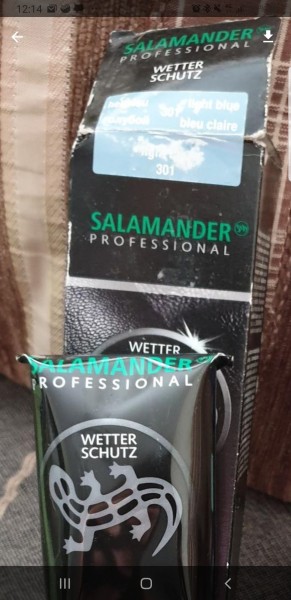 12:14
SALAMANDER
PROFESSIONAL
WETTER
SCHUTZ
light blue
bleu claire
301
SALAMANDER
PROFESSIONAL
WETTER
SALAMANDER
PROFESSIONAL
WETTER
SCHUTZ